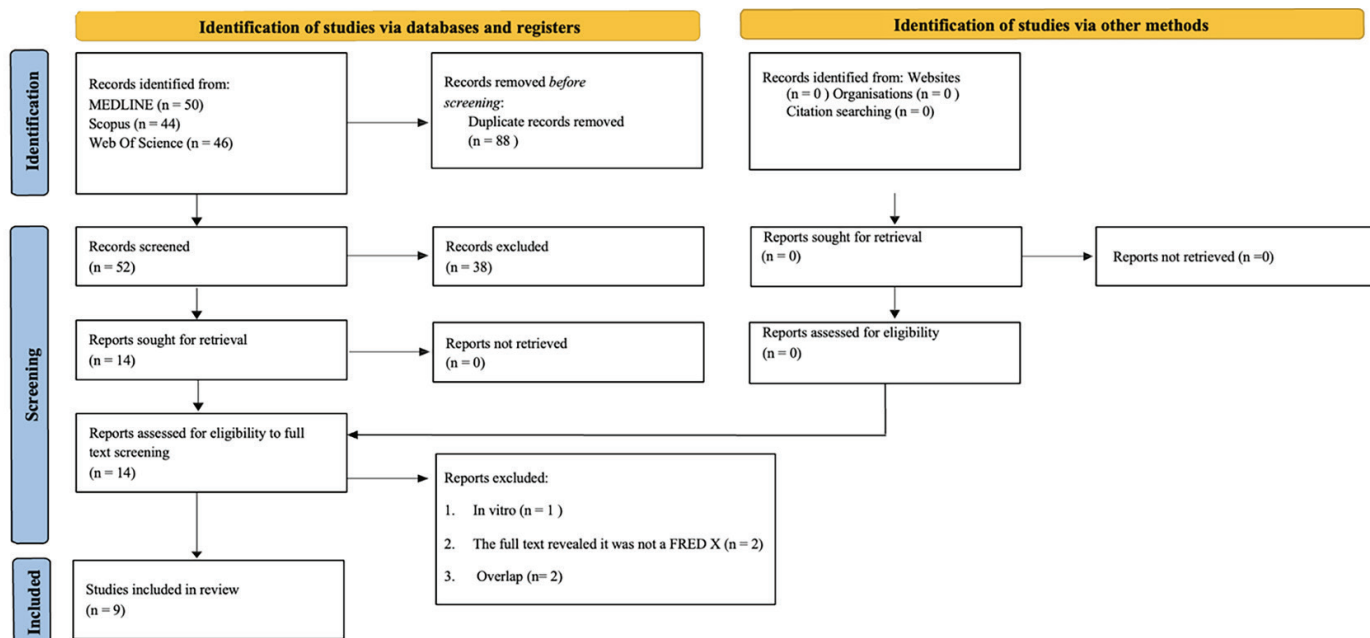 Identification of studies via databases and registers
Identification of studies via other methods
Identification
Records identified from:
MEDLINE (n = 50)
Scopus (n = 44)
Web Of Science (n = 46)
Records removed before
screening:
Duplicate records removed
(n = 88 )
Records identified from: Websites
(n = 0 ) Organisations (n = 0 )
Citation searching (n = 0)
Screening
Records screened
(n = 52)
Records excluded
(n = 38)
Reports sought for retrieval
(n = 0)
Reports not retrieved (n =0)
Reports sought for retrieval
(n = 14)
Reports not retrieved
(n = 0)
Reports assessed for eligibility
(n = 0)
Reports assessed for eligibility to full
text screening
(n = 14)
Reports excluded:
1. In vitro (n = 1 )
2. The full text revealed it was not a FRED X (n = 2)
3. Overlap (n= 2)
Included
Studies included in review
(n = 9)